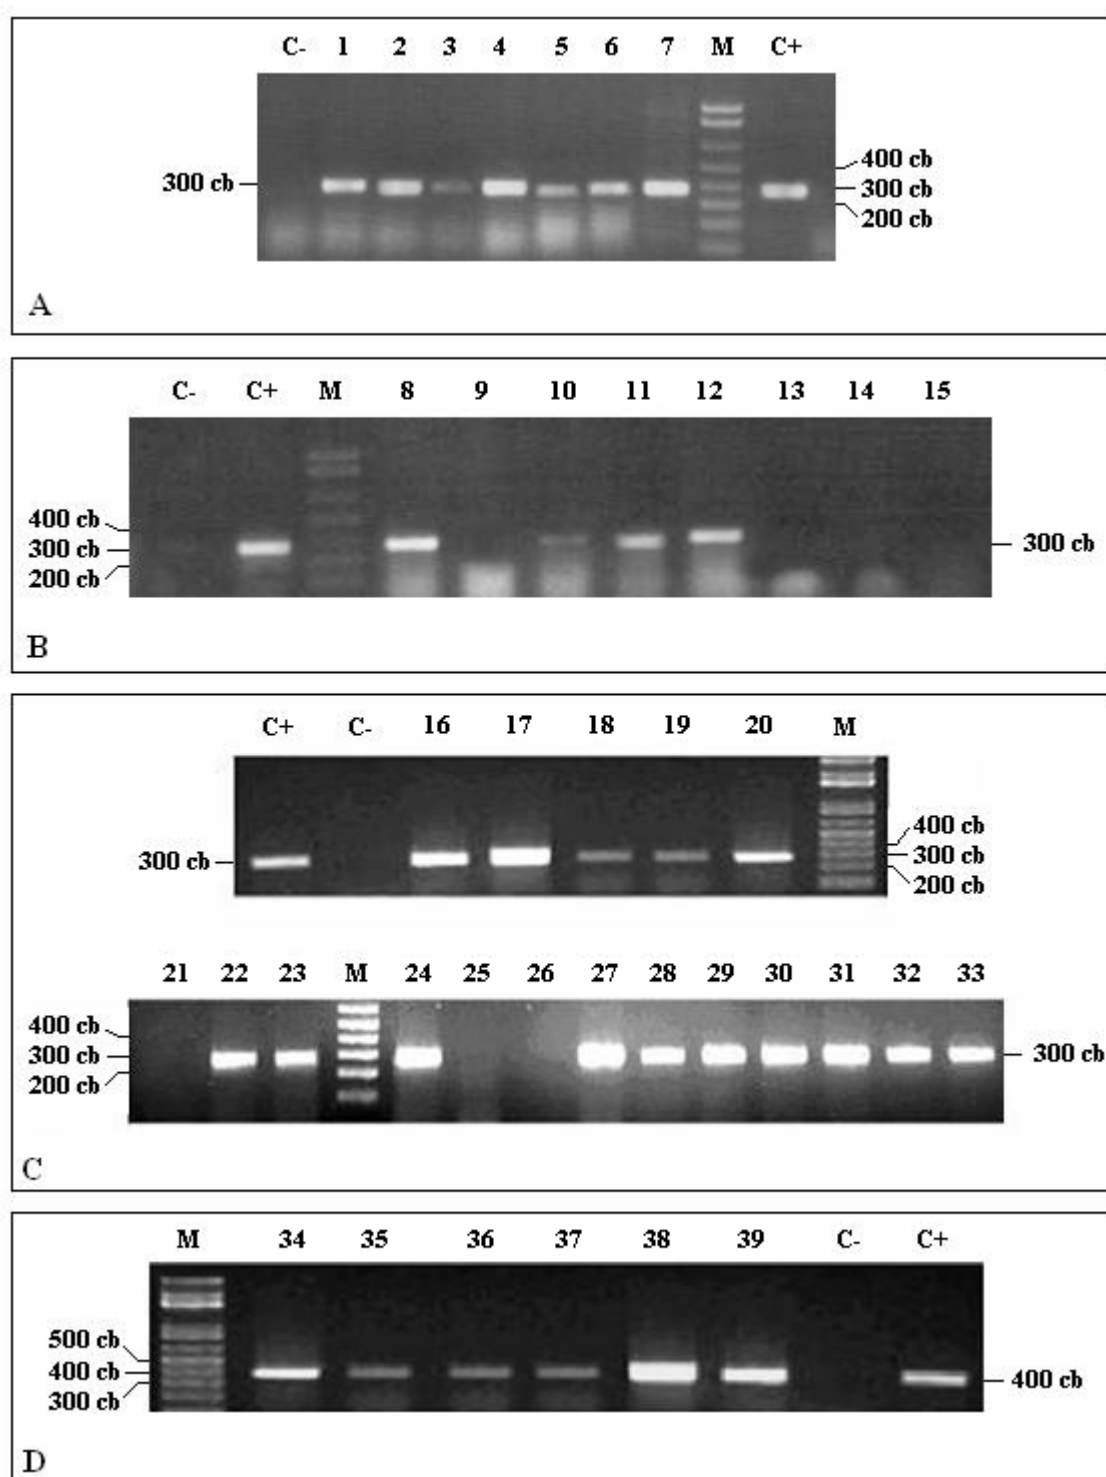 C- 1 2 3 4 5 6 7 M C+
300 cb
400 cb
300 cb
200 cb
A
C- C+ M 8 9 10 11 12 13 14 15
400 cb
300 cb
200 cb
300 cb
B
C+ C- 16 17 18 19 20 M
300 cb
400 cb
300 cb
200 cb
21 22 23 M 24 25 26 27 28 29 30 31 32 33
400 cb
300 cb
200 cb
300 cb
C
M 34 35 36 37 38 39 C- C+
500 cb
400 cb
300 cb
400 cb
D